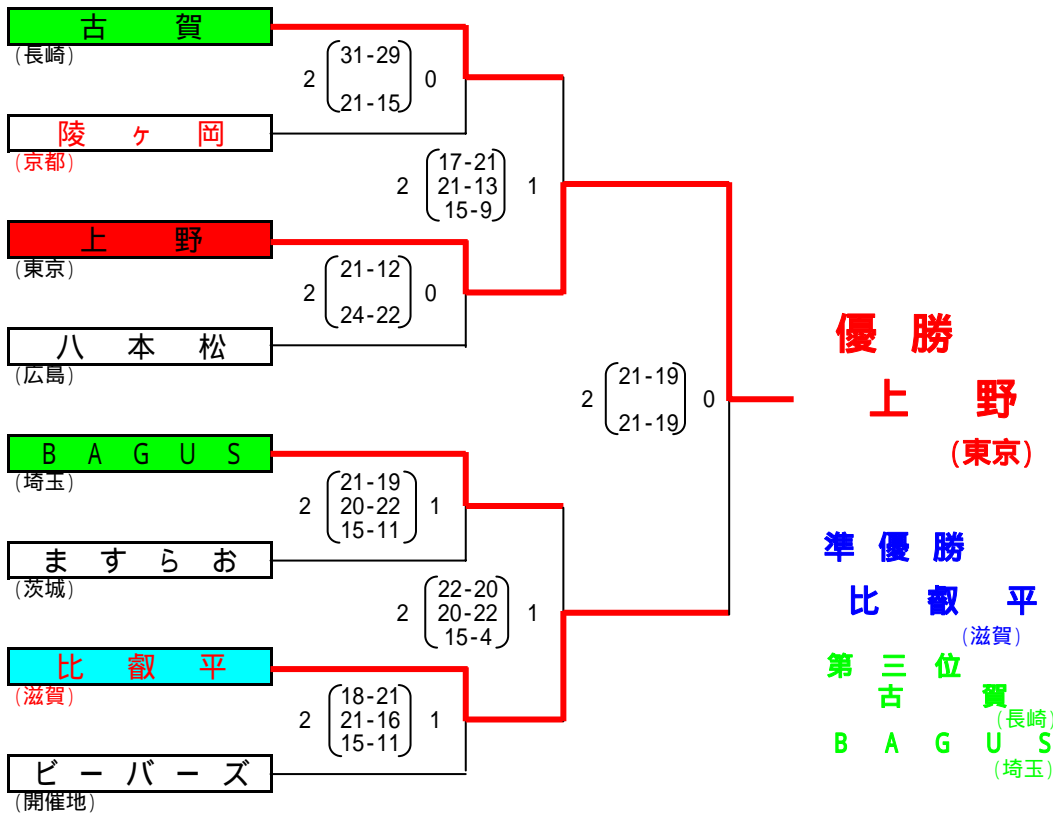 古賀
(長崎)
2 31-29 0
21-15
陵ヶ岡
(京都)
17-21
2 21-13 1
15-9
上野
(東京)
21-12
2 0
24-22
八本松
(広島)
優勝
上野
(東京)
21-19
2 0
21-19
BAGUS
(埼玉)
21-19
2 20-22 1
15-11
ますらお
(茨城)
22-20
2 20-22 1
15-4
比叡平
(滋賀)
18-21
2 21-16 1
15-11
ビーバーズ
(開催地)
準優勝
比叡平
(滋賀)
第三位
古賀
(長崎)
BAGUS
(埼玉)